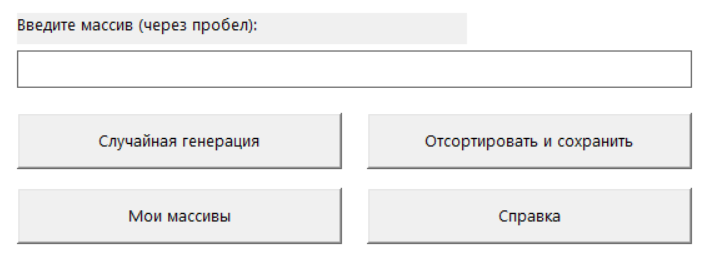 Введите массив (через пробел):
Случайная генерация
Отсортировать и сохранить
Мои массивы
Справка